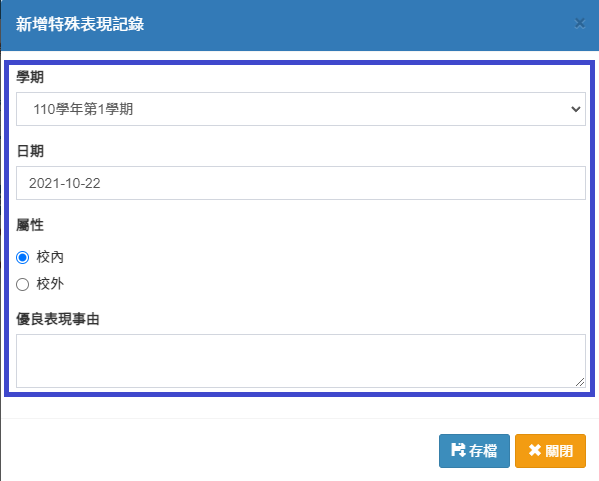 新增特殊表現記錄
×
學期
110學年第1學期
日期
2021-10-22
屬性
校內
校外
優良表現事由
存檔
關閉